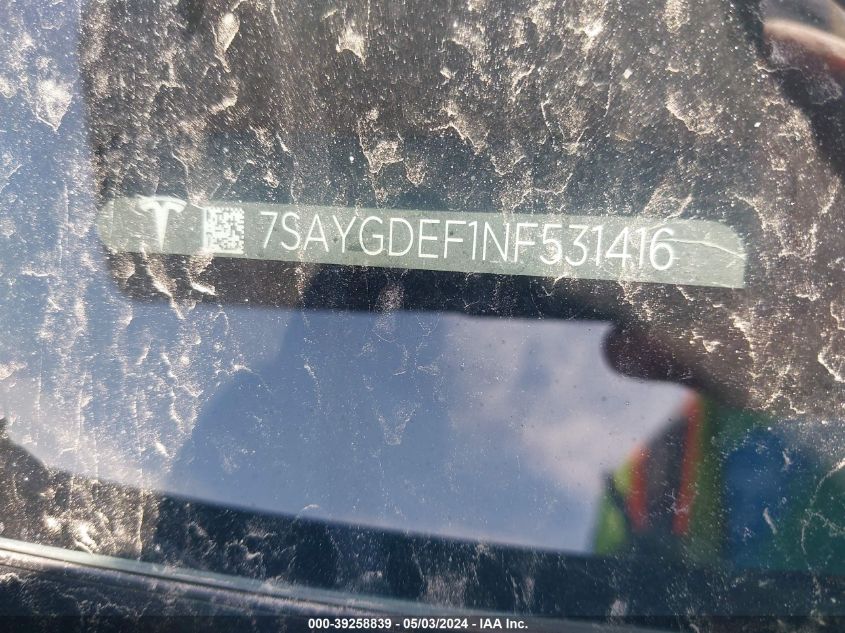 7SAYGDEF1NF531416
000-39258839 - 05/03/2024 - IAA Inc.